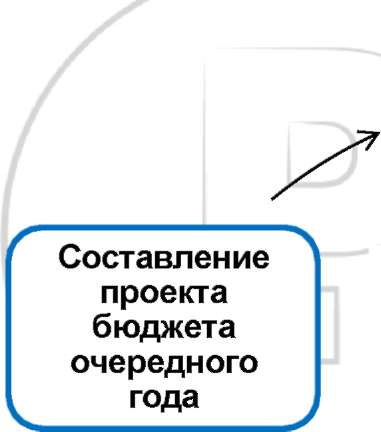 Составление
проекта
бюджета
очередного
года